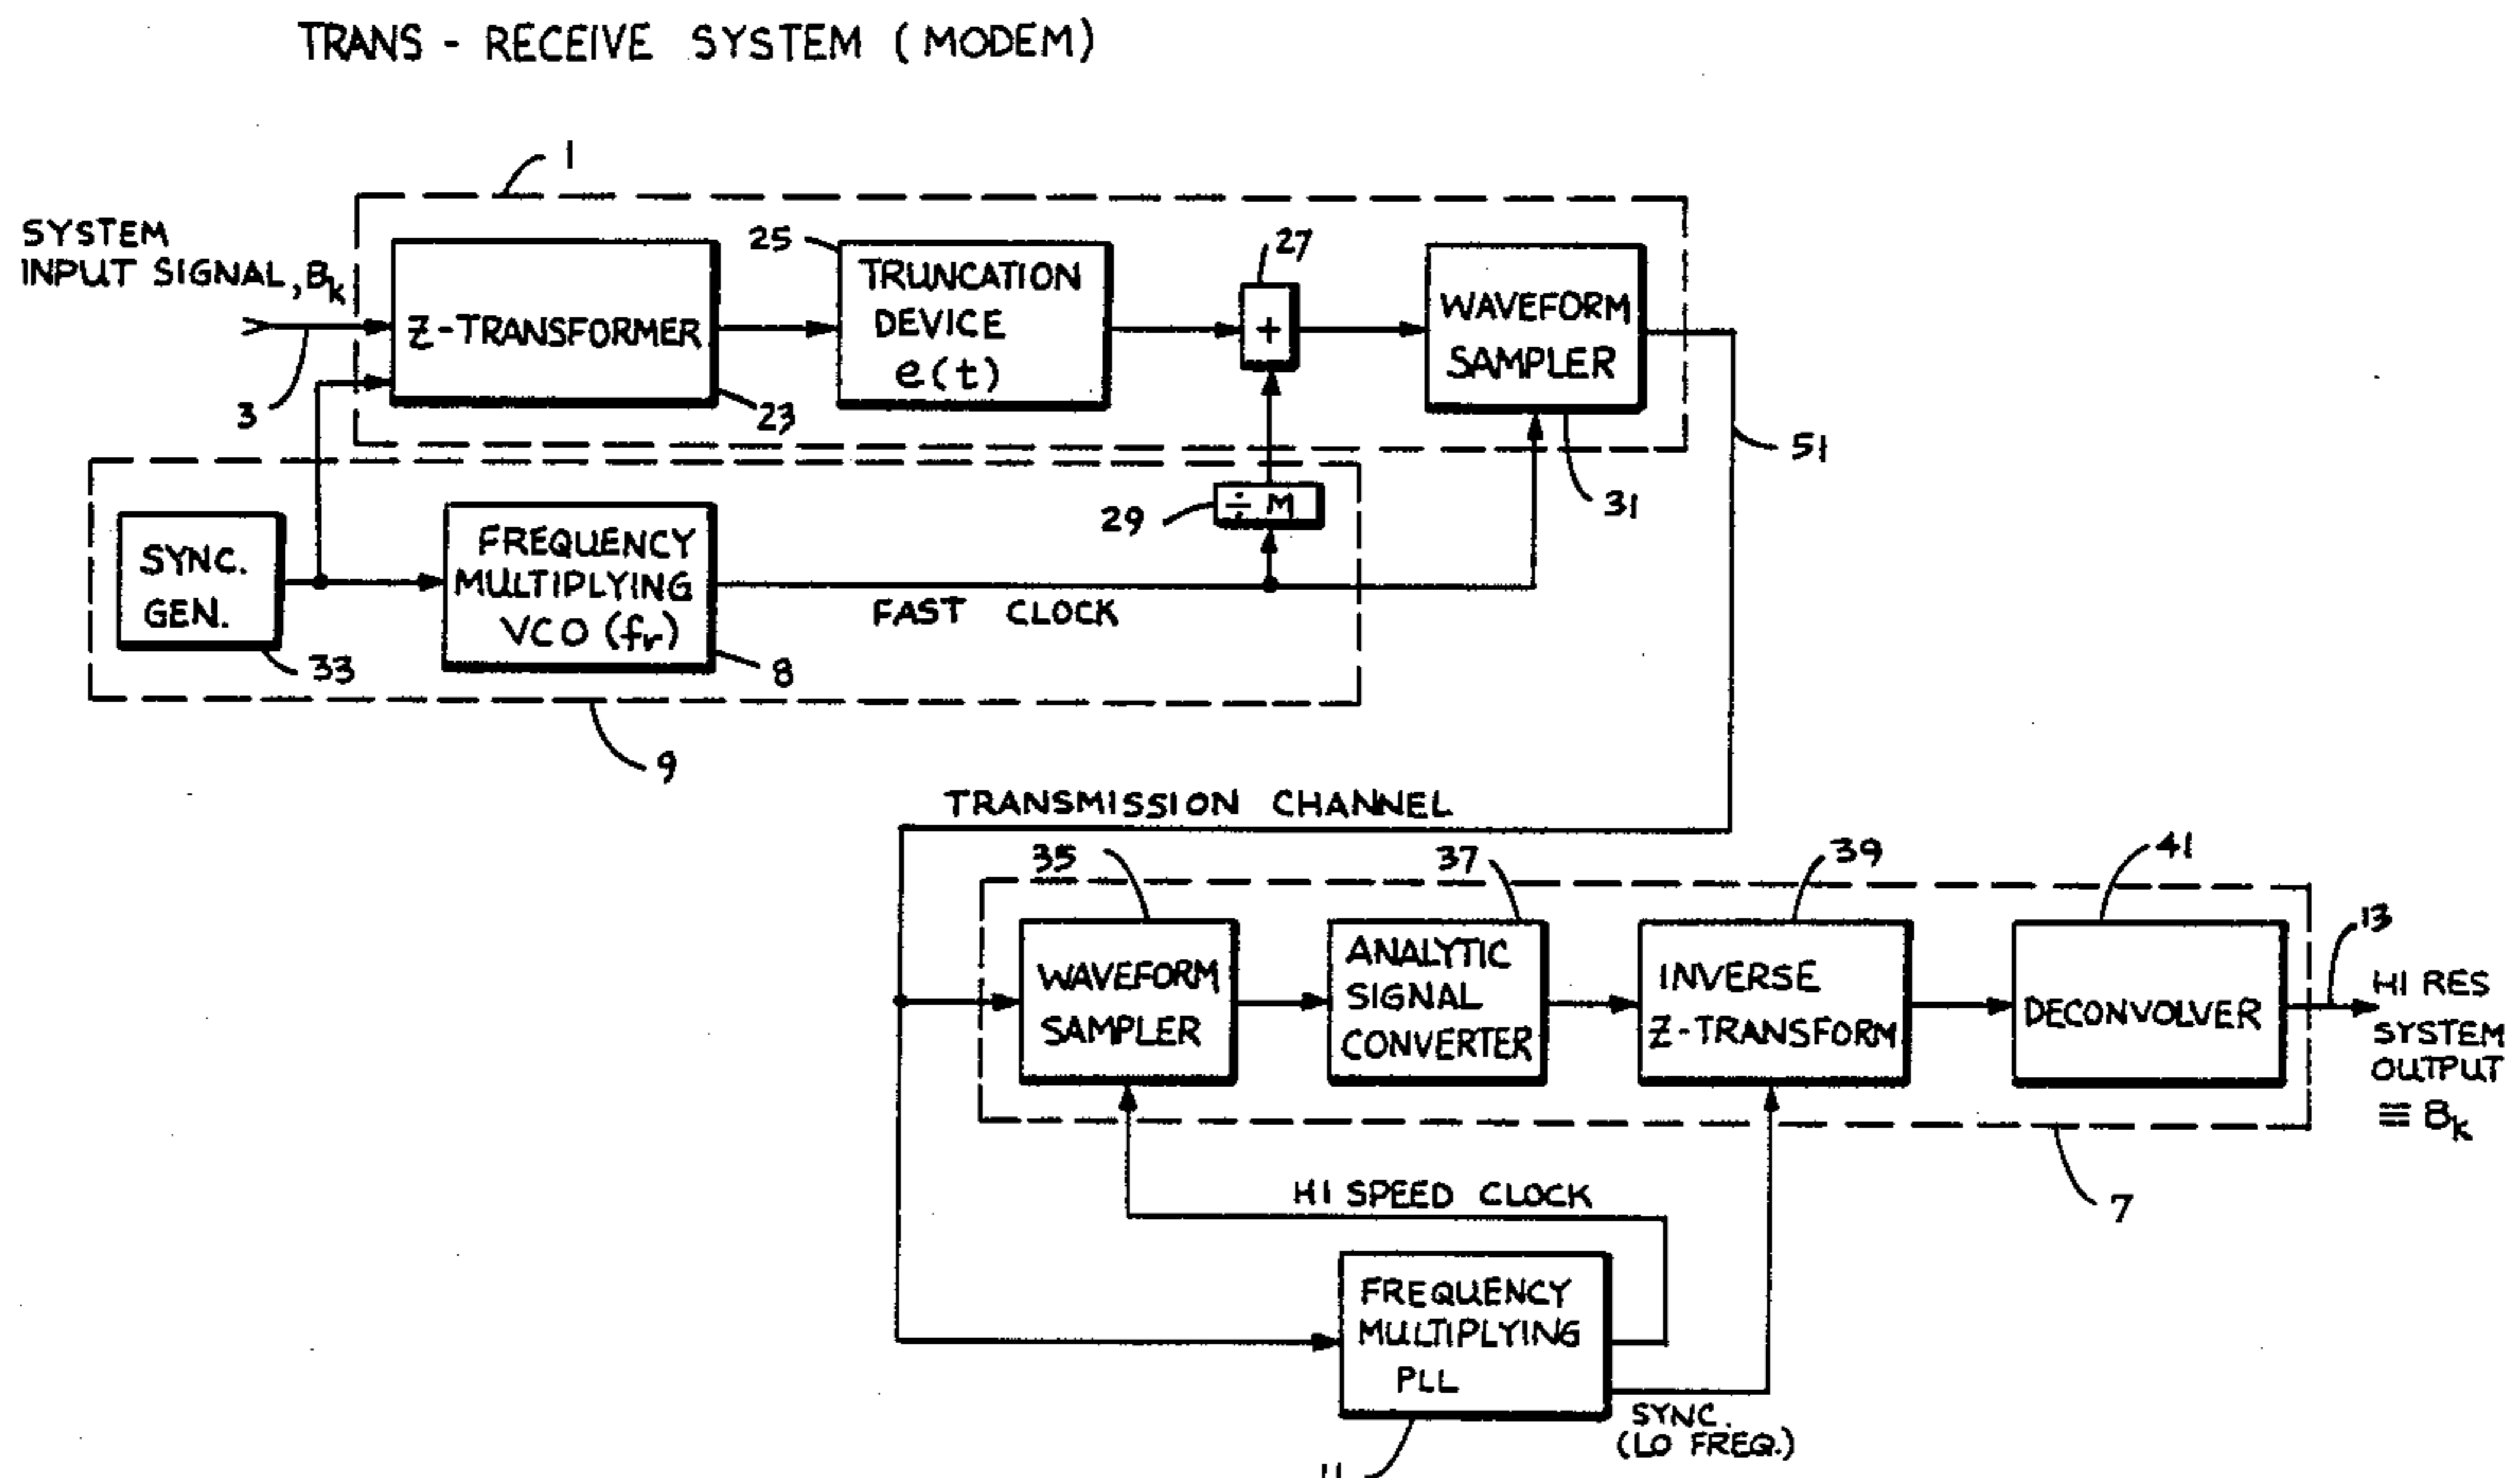 TRANS - RECEIVE SYSTEM (MODEM)
1
SYSTEM
INPUT SIGNAL, Bk
3
Z-TRANSFORMER
23
25
TRUNCATION
DEVICE
e(t)
27
+
WAVEFORM
SAMPLER
31
51
SYNC.
GEN.
33
FREQUENCY
MULTIPLYING
VCO (fr)
8
FAST CLOCK
29
÷ M
9
TRANSMISSION CHANNEL
35
WAVEFORM
SAMPLER
37
ANALYTIC
SIGNAL
CONVERTER
39
INVERSE
Z-TRANSFORM
41
DECONVOLVER
13
HI RES
SYSTEM
OUTPUT
≡ Bk
7
HI SPEED CLOCK
FREQUENCY
MULTIPLYING
PLL
SYNC.
(LO FREQ.)
11